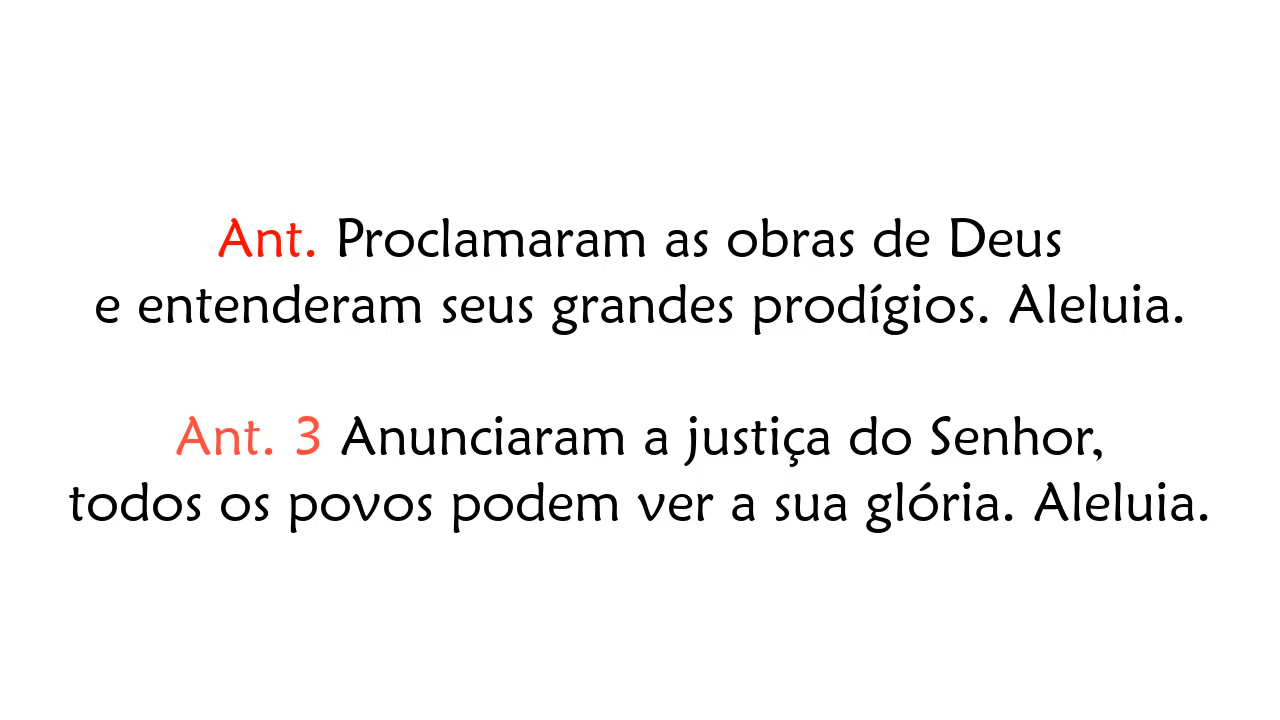 Ant. Proclamaram as obras de Deus
e entenderam seus grandes prodígios. Aleluia.
Ant. 3 Anunciaram a justiça do Senhor,
todos os povos podem ver a sua glória. Aleluia.